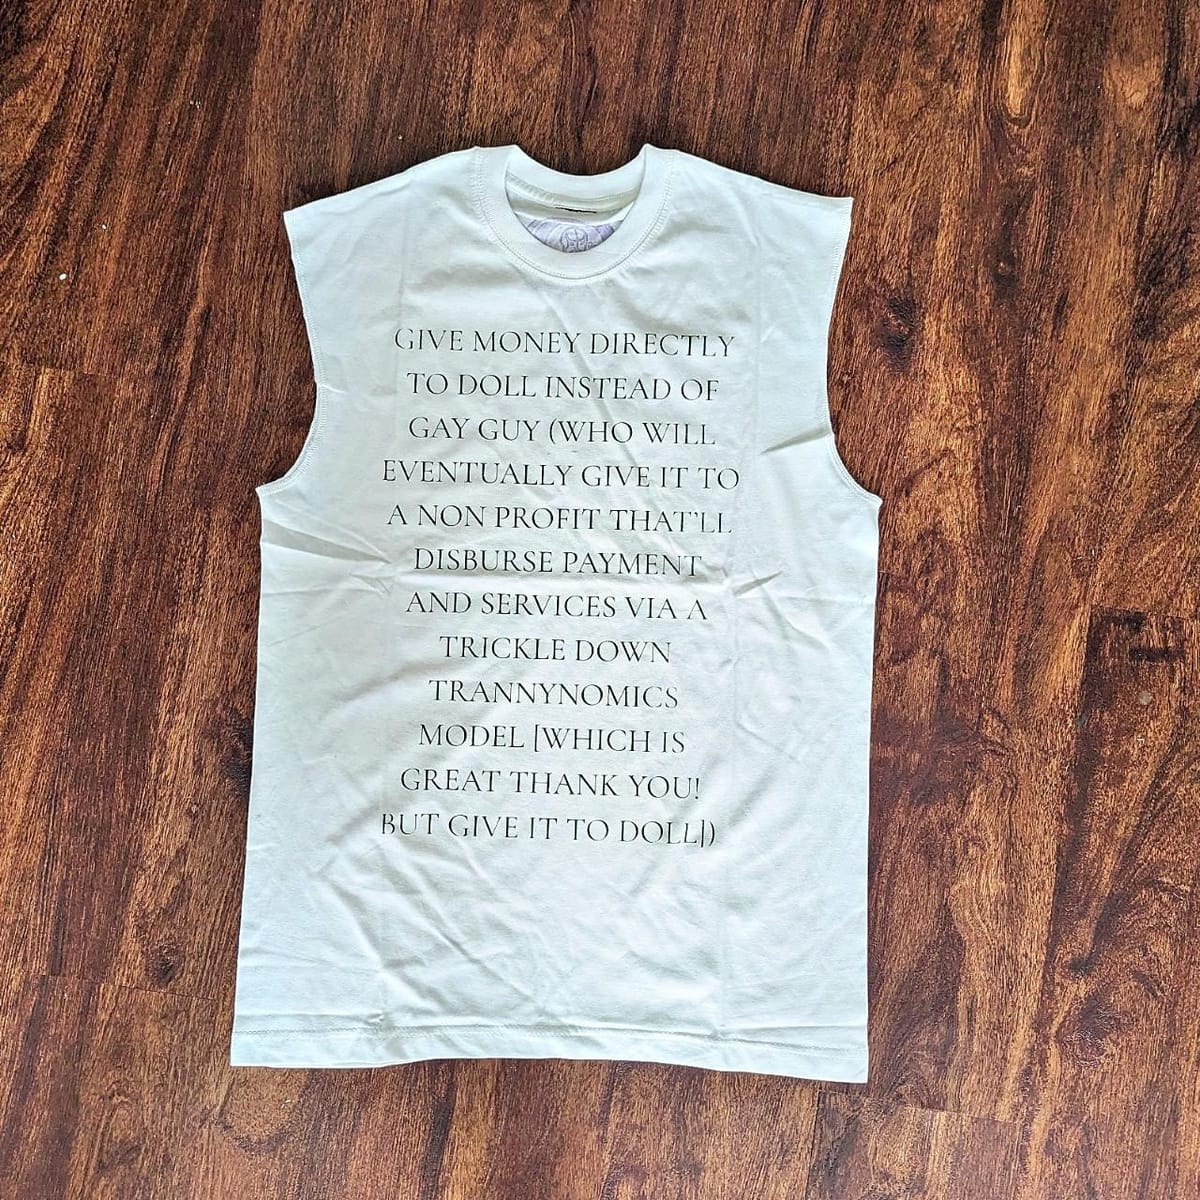 GIVE MONEY DIRECTLY
TO DOLL INSTEAD OF
GAY GUY (WHO WILL
EVENTUALLY GIVE IT TO
A NON PROFIT THAT'LL
DISBURSE PAYMENT
AND SERVICES VIA A
TRICKLE DOWN
TRANNYNOMICS
MODEL [WHICH IS
GREAT THANK YOU!
BUT GIVE IT TO DOLL])